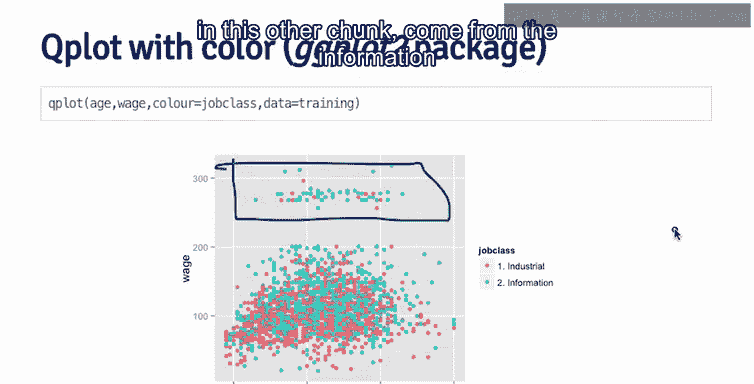 in this other chunk, come from the
information
Qplot with color (ggplot2 package)
qplot(age,wage,colour=jobclass,data=training)
300
200
100
wage
jobclass
1. Industrial
2. Information